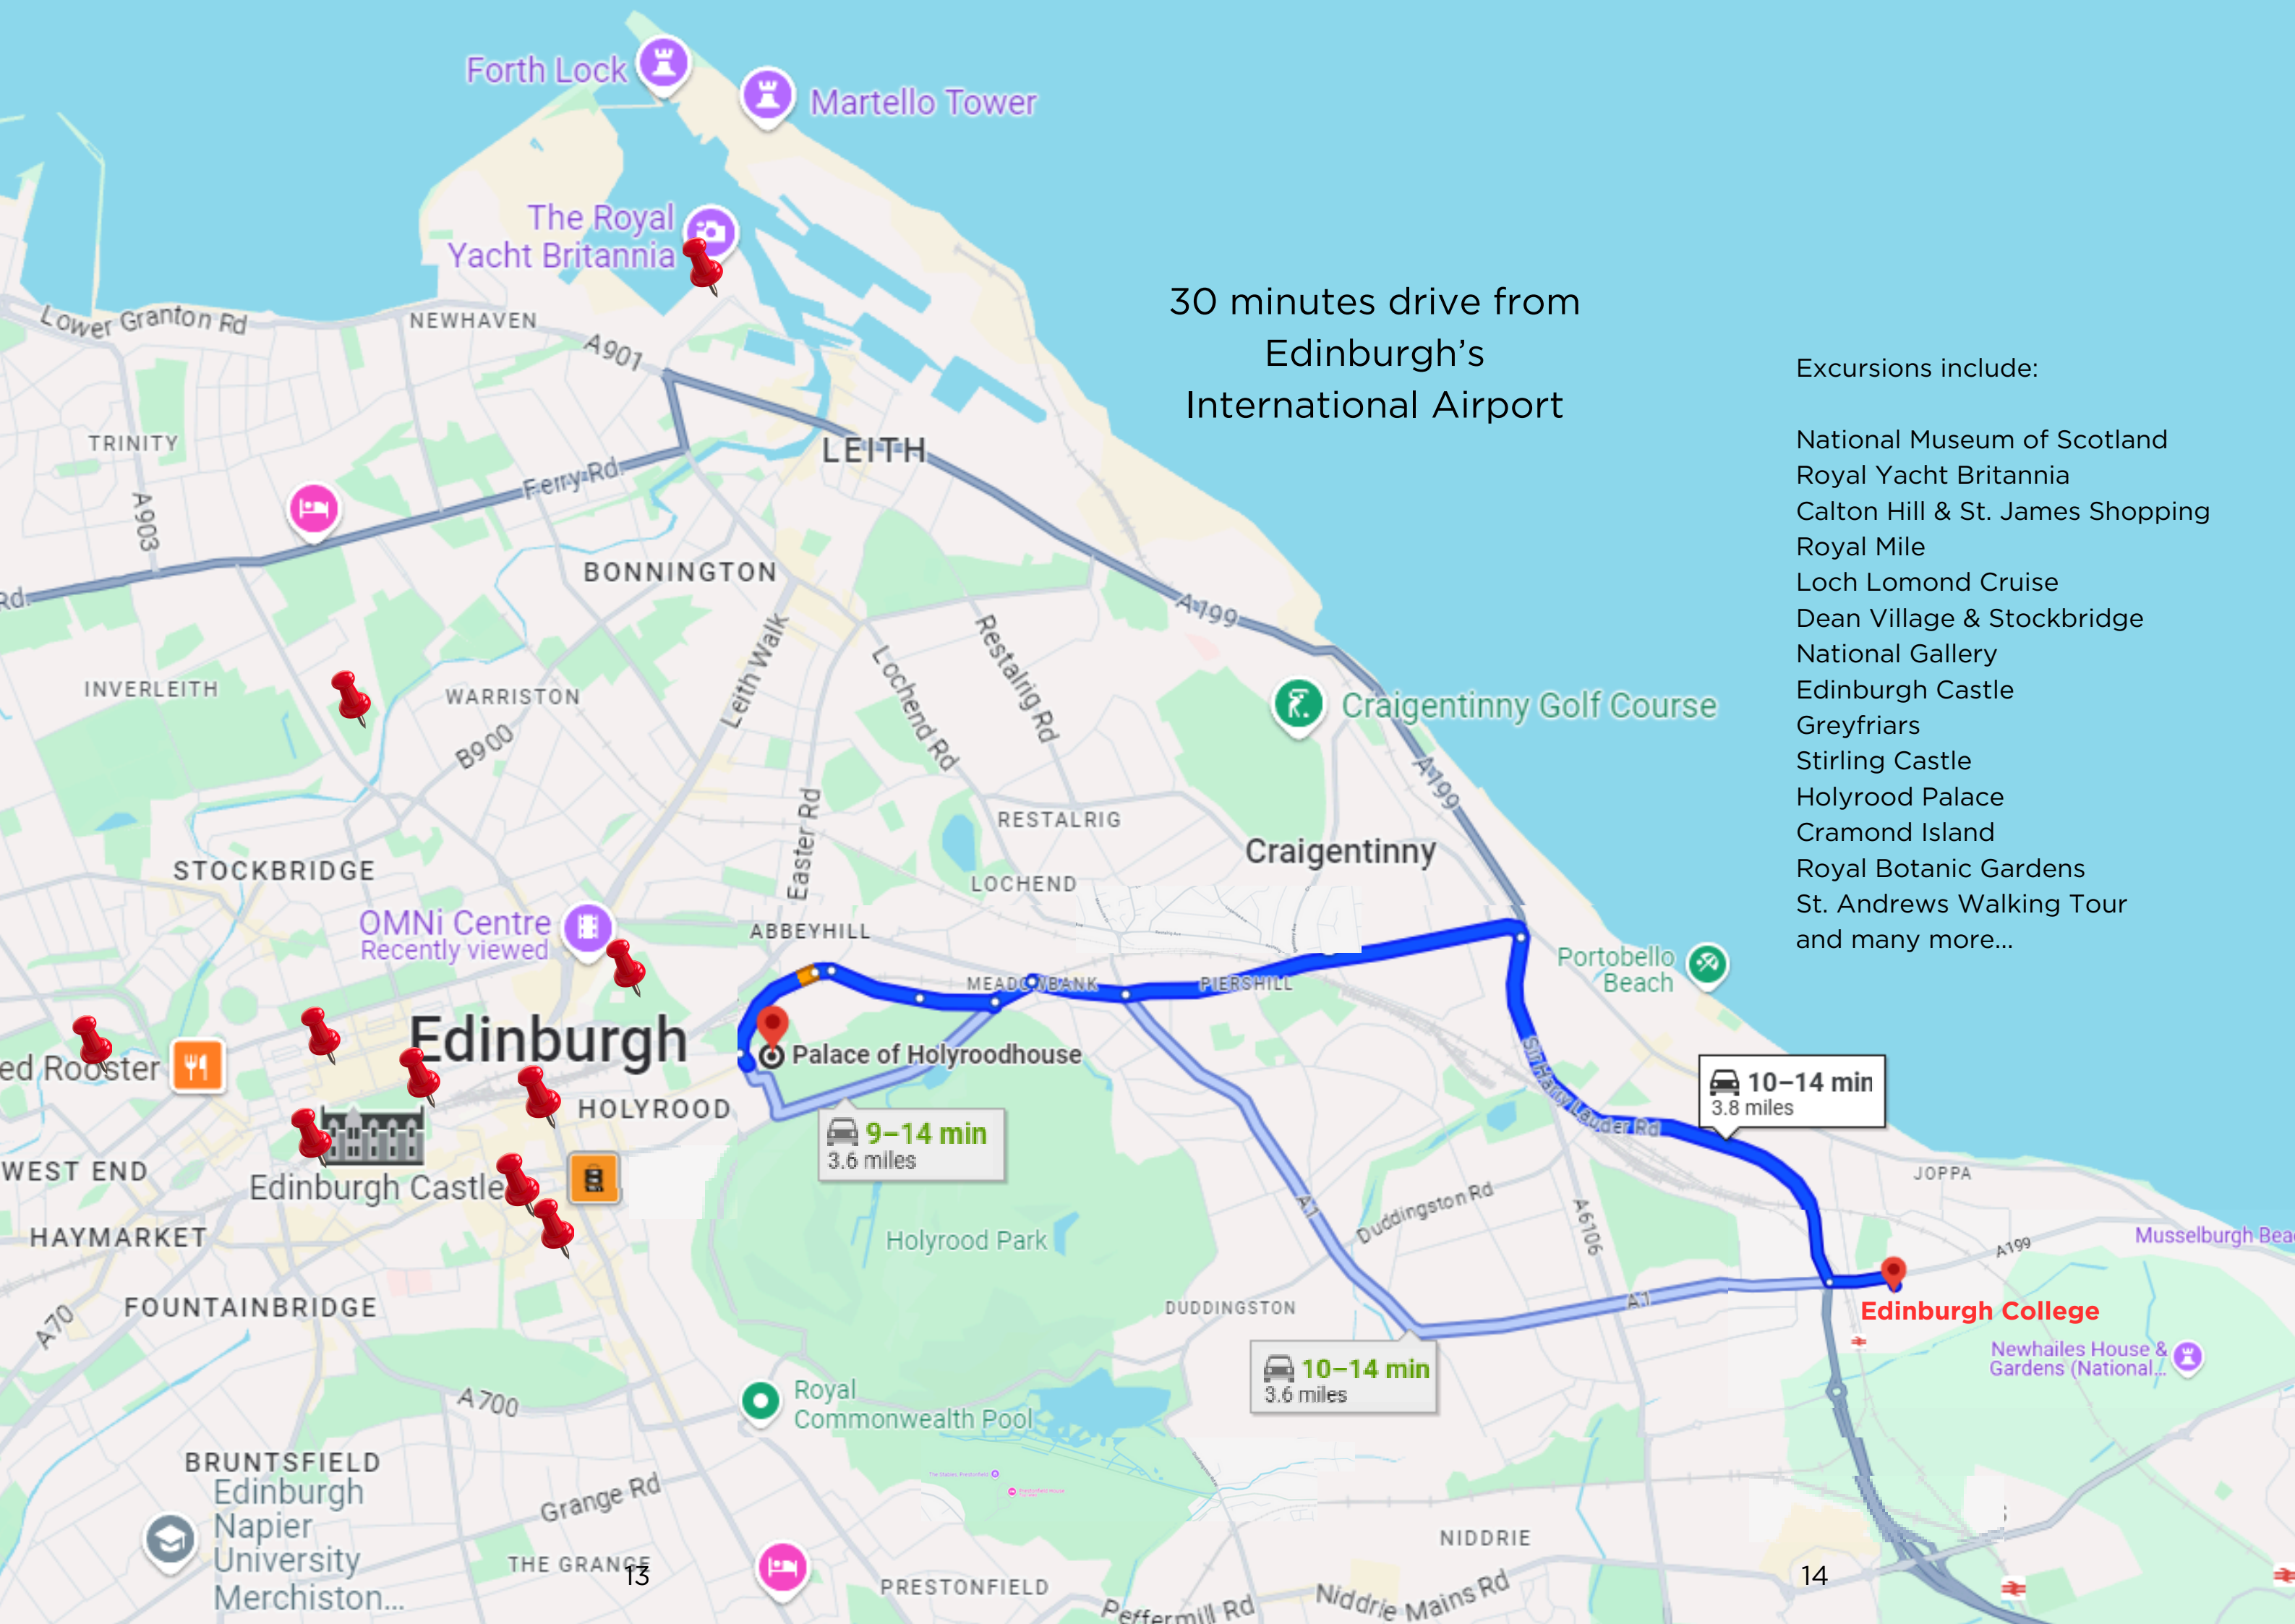 Forth Lock
Martello Tower
The Royal
Yacht Britannia
Lower Granton Rd
NEWHAVEN
A901
30 minutes drive from
Edinburgh’s
International Airport
Excursions include:
National Museum of Scotland
Royal Yacht Britannia
Calton Hill & St. James Shopping
Royal Mile
Loch Lomond Cruise
Dean Village & Stockbridge
National Gallery
Edinburgh Castle
Greyfriars
Stirling Castle
Holyrood Palace
Cramond Island
Royal Botanic Gardens
St. Andrews Walking Tour
and many more...
TRINITY
LEITH
Ferry Rd.
A903
BONNINGTON
Rd.
A199
Leith Walk
Restalrig Rd
Lochend Rd
INVERLEITH
WARRISTON
B900
Craigentinny Golf Course
A199
Easter Rd
RESTALRIG
Craigentinny
STOCKBRIDGE
LOCHEND
OMNi Centre
Recently viewed
ABBEYHILL
Portobello
Beach
MEADOWBANK
PIERSHILL
Edinburgh
Palace of Holyroodhouse
ed Rooster
Sir Harry Lauder Rd
10–14 min
3.8 miles
HOLYROOD
9–14 min
3.6 miles
WEST END
Edinburgh Castle
JOPPA
A1
Duddingston Rd
A6106
HAYMARKET
Holyrood Park
A199
Musselburgh Bea
FOUNTAINBRIDGE
A70
DUDDINGSTON
A1
Edinburgh College
Newhailes House &
Gardens (National...
10–14 min
3.6 miles
A700
Royal
Commonwealth Pool
BRUNTSFIELD
Edinburgh
Napier
University
Merchiston...
Grange Rd
THE GRANGE
13
PRESTONFIELD
Peffermill Rd
NIDDRIE
Niddrie Mains Rd
14